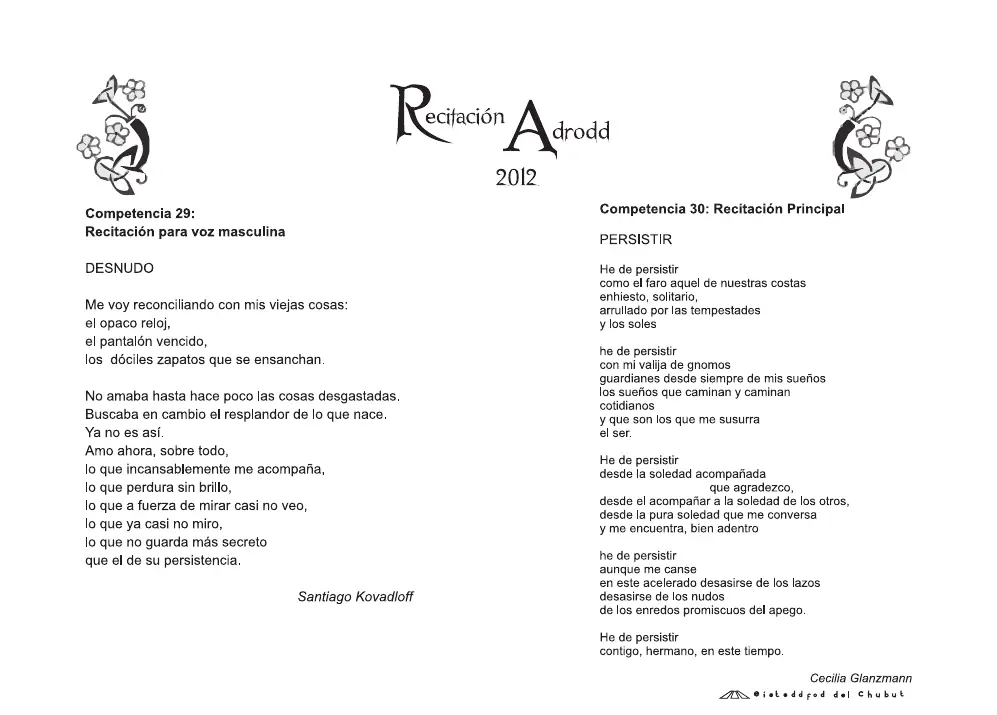 Recitación Adrodd
2012
Competencia 29:
Recitación para voz masculina
DESNUDO
Me voy reconciliando con mis viejas cosas:
el opaco reloj,
el pantalón vencido,
los  dóciles zapatos que se ensanchan.
No amaba hasta hace poco las cosas desgastadas.
Buscaba en cambio el resplandor de lo que nace.
Ya no es así.
Amo ahora, sobre todo,
lo que incansablemente me acompaña,
lo que perdura sin brillo,
lo que a fuerza de mirar casi no veo,
lo que ya casi no miro,
lo que no guarda más secreto
que el de su persistencia.
Santiago Kovadloff
Competencia 30: Recitación Principal
PERSISTIR
He de persistir
como el faro aquel de nuestras costas
enhiesto, solitario,
arrullado por las tempestades
y los soles
he de persistir
con mi valija de gnomos
guardianes desde siempre de mis sueños
los sueños que caminan y caminan
cotidianos
y que son los que me susurra
el ser.
He de persistir
desde la soledad acompañada
que agradezco,
desde el acompañar a la soledad de los otros,
desde la pura soledad que me conversa
y me encuentra, bien adentro
he de persistir
aunque me canse
en este acelerado desasirse de los lazos
desasirse de los nudos
de los enredos promiscuos del apego.
He de persistir
contigo, hermano, en este tiempo.
Cecilia Glanzmann
eisteddfod del Chubut